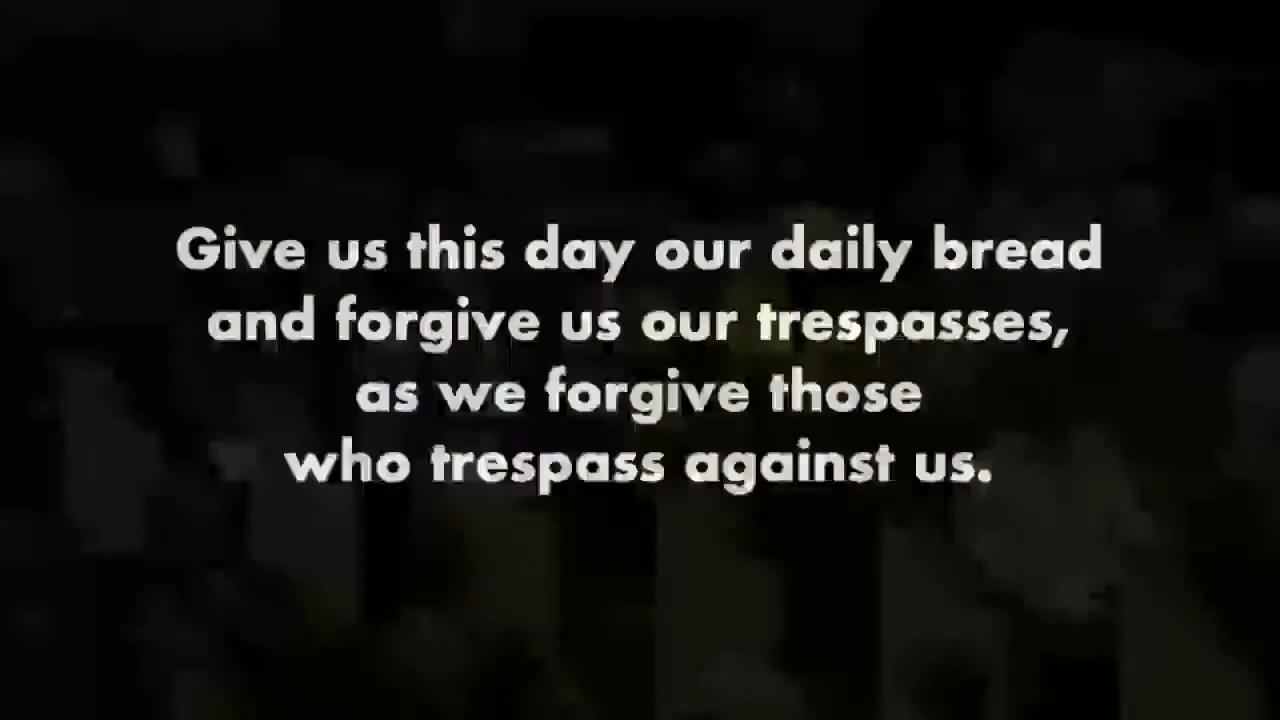 Give us this day our daily bread
and forgive us our trespasses,
as we forgive those
who trespass against us.